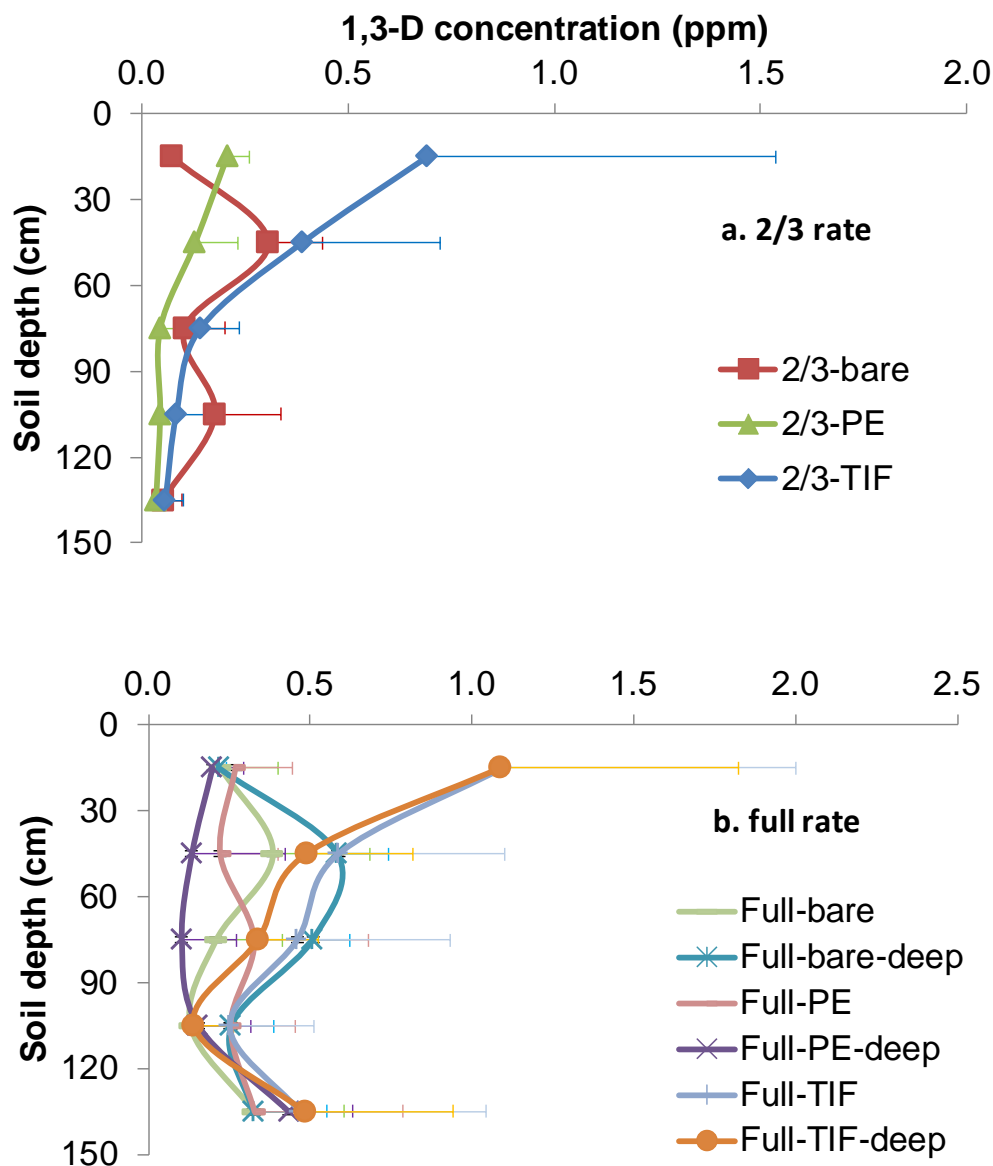 1,3-D concentration (ppm)
0.0 0.5 1.0 1.5 2.0
0
30
60
90
120
150
Soil depth (cm)
a. 2/3 rate
2/3-bare
2/3-PE
2/3-TIF
0.0 0.5 1.0 1.5 2.0 2.5
0
30
60
90
120
150
Soil depth (cm)
b. full rate
Full-bare
Full-bare-deep
Full-PE
Full-PE-deep
Full-TIF
Full-TIF-deep